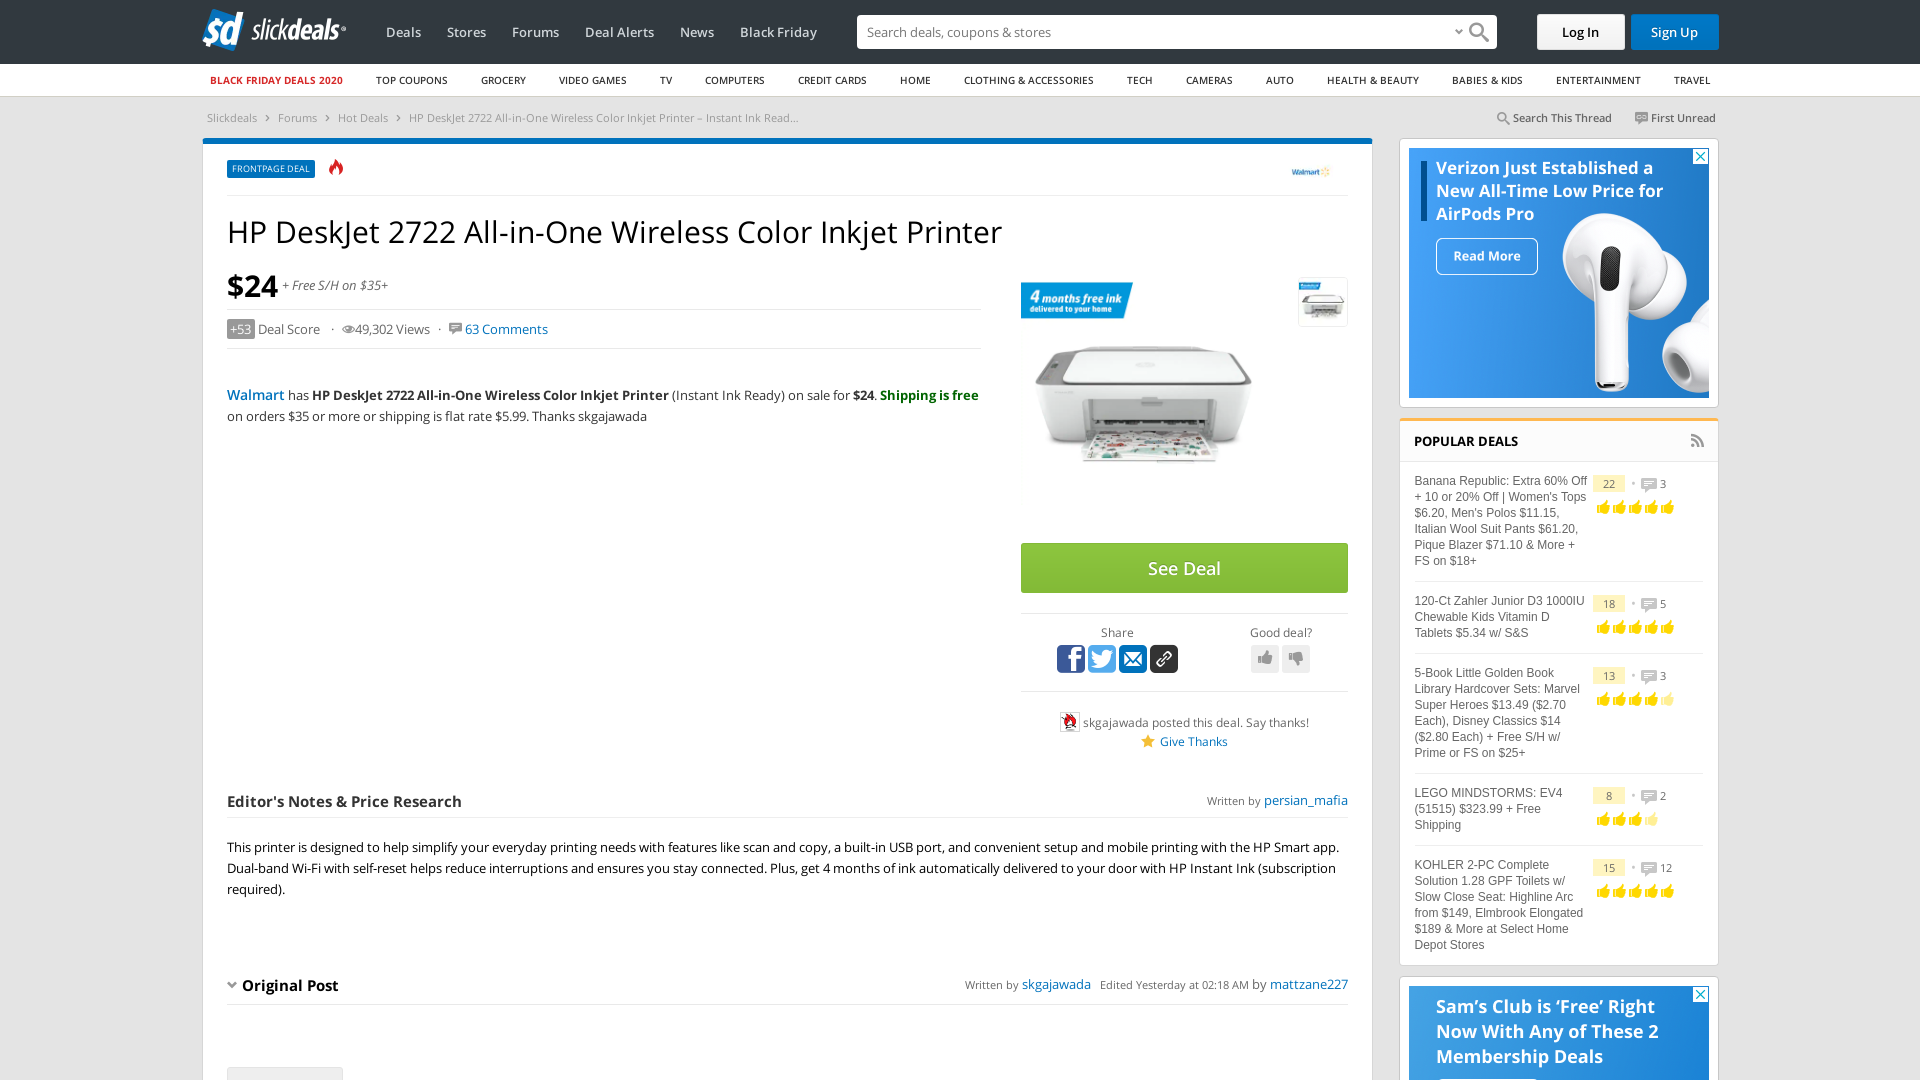 sd slickdeals
Deals Stores Forums Deal Alerts News Black Friday
Search deals, coupons & shopping
Log In Sign Up
BLACK FRIDAY DEALS 2020 TOP COUPONS GROCERY VIDEO GAMES TV COMPUTERS CREDIT CARDS HOME CLOTHING & ACCESSORIES TECH CAMERAS AUTO HEALTH & BEAUTY BABIES & KIDS ENTERTAINMENT TRAVEL
Slickdeals > Forums > Hot Deals > HP DeskJet 2722 All-in-One Wireless Color Inkjet Printer – Instant Ink Read...
Search This Thread First Unread
FRONTPAGE DEAL
Walmart
HP DeskJet 2722 All-in-One Wireless Color Inkjet Printer
$24 + Free S/H on $35+
+53 Deal Score · 49,302 Views · 63 Comments
Walmart has HP DeskJet 2722 All-in-One Wireless Color Inkjet Printer (Instant Ink Ready) on sale for $24. Shipping is free
on orders $35 or more or shipping is flat rate $5.99. Thanks skgajawada
4 months free ink
delivered to your home
See Deal
Share
Good deal?
skgajawada posted this deal. Say thanks!
Give Thanks
Editor's Notes & Price Research
Written by persian_mafia
This printer is designed to help simplify your everyday printing needs with features like scan and copy, a built-in USB port, and convenient setup and mobile printing with the HP Smart app.
Dual-band Wi-Fi with self-reset helps reduce interruptions and ensures you stay connected. Plus, get 4 months of ink automatically delivered to your door with HP Instant Ink (subscription
required).
Original Post
Written by skgajawada Edited Yesterday at 02:18 AM by mattzane227
Verizon Just Established a
New All-Time Low Price for
AirPods Pro
Read More
POPULAR DEALS
Banana Republic: Extra 60% Off
+ 10 or 20% Off | Women's Tops
$6.20, Men's Polos $11.15,
Italian Wool Suit Pants $61.20,
Pique Blazer $71.10 & More +
FS on $18+
22 • 3
120-Ct Zahler Junior D3 1000IU
Chewable Kids Vitamin D
Tablets $5.34 w/ S&S
18 • 5
5-Book Little Golden Book
Library Hardcover Sets: Marvel
Super Heroes $13.49 ($2.70
Each), Disney Classics $14
($2.80 Each) + Free S/H w/
Prime or FS on $25+
13 • 3
LEGO MINDSTORMS: EV4
(51515) $323.99 + Free
Shipping
8 • 2
KOHLER 2-PC Complete
Solution 1.28 GPF Toilets w/
Slow Close Seat: Highline Arc
from $149, Elmbrook Elongated
$189 & More at Select Home
Depot Stores
15 • 12
Sam's Club is 'Free' Right
Now With Any of These 2
Membership Deals